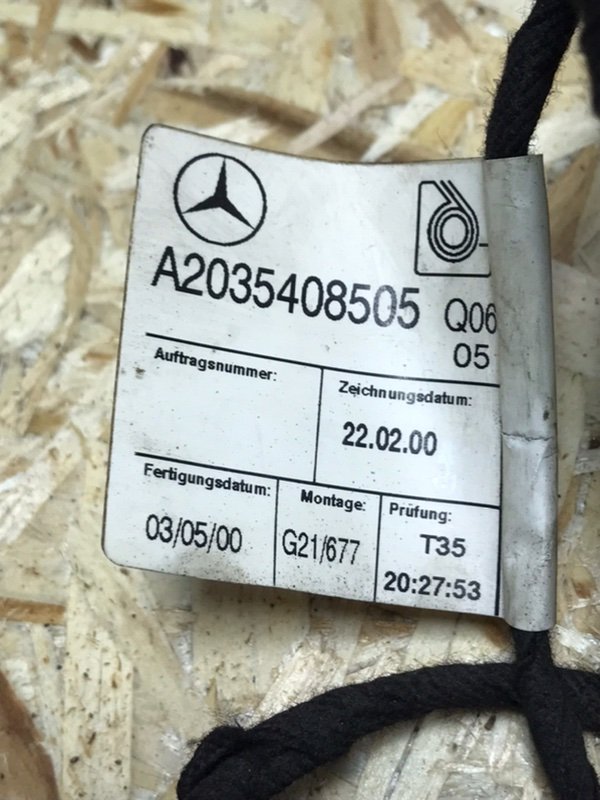 A2035408505 Q06
05
Auftragsnummer:
Zeichnungsdatum:
22.02.00
Fertigungsdatum:
Montage:
Prüfung:
03/05/00
G21/677
T35
20:27:53